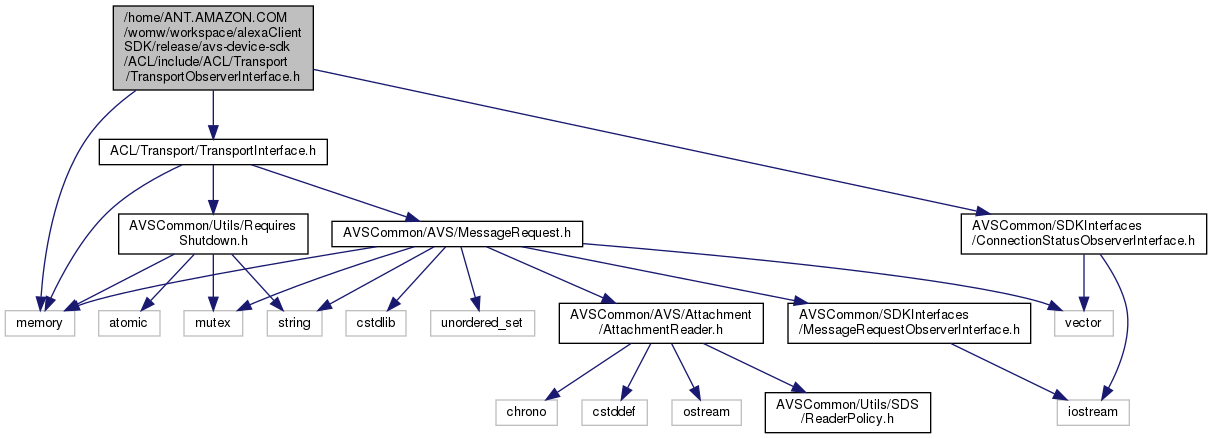 /home/ANT.AMAZON.COM
/womw/workspace/alexaClient
SDK/release/avs-device-sdk
/ACL/include/ACL/Transport
/TransportObserverInterface.h
ACL/Transport/TransportInterface.h
AVSCommon/Utils/Requires
Shutdown.h
AVSCommon/AVS/MessageRequest.h
AVSCommon/SDKInterfaces
/ConnectionStatusObserverInterface.h
memory
atomic
mutex
string
cstdlib
unordered_set
AVSCommon/AVS/Attachment
/AttachmentReader.h
AVSCommon/SDKInterfaces
/MessageRequestObserverInterface.h
vector
chrono
cstddef
ostream
AVSCommon/Utils/SDS
/ReaderPolicy.h
iostream